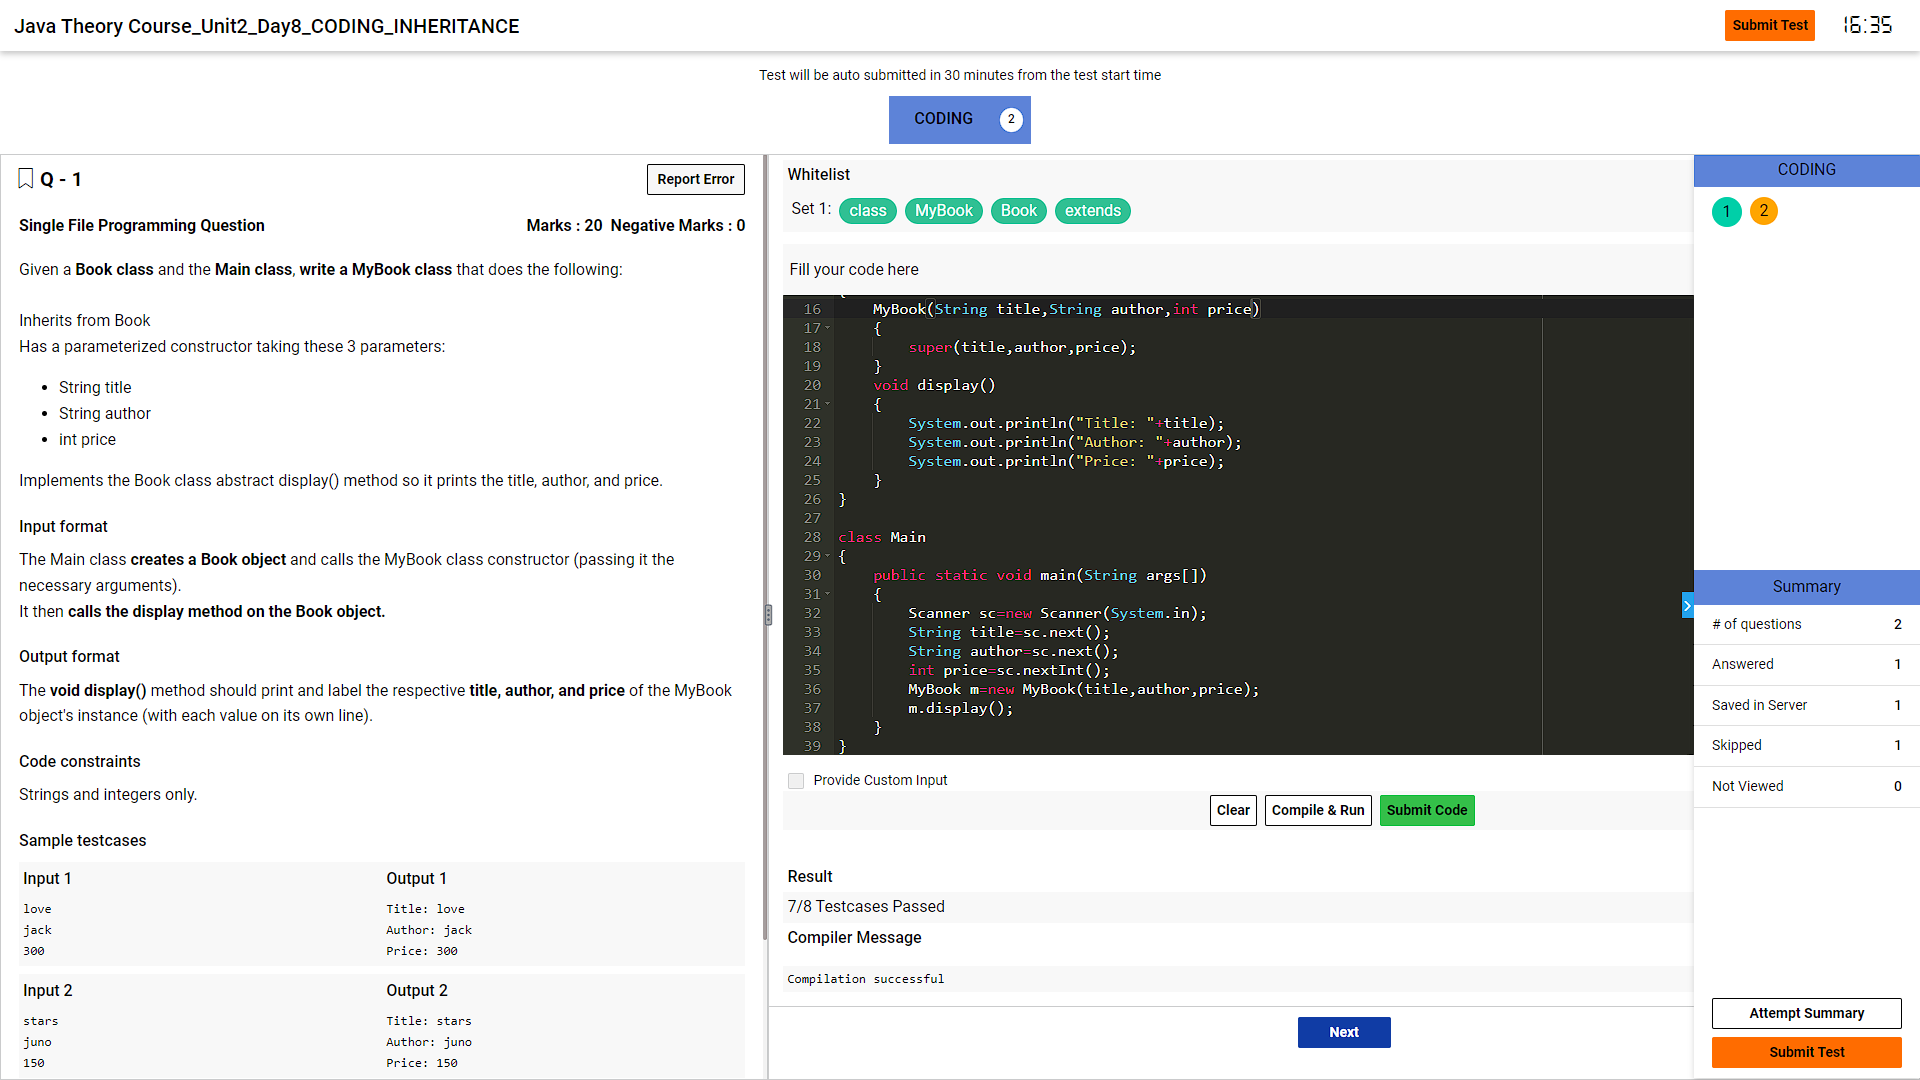 Java Theory Course_Unit2_Day8_CODING_INHERITANCE
Submit Test
16:35
Test will be auto submitted in 30 minutes from the test start time
CODING 2
Q - 1
Report Error
Single File Programming Question
Marks : 20 Negative Marks : 0
Given a Book class and the Main class, write a MyBook class that does the following:
Inherits from Book
Has a parameterized constructor taking these 3 parameters:
• String title
• String author
• int price
Implements the Book class abstract display() method so it prints the title, author, and price.
Input format
The Main class creates a Book object and calls the MyBook class constructor (passing it the
necessary arguments).
It then calls the display method on the Book object.
Output format
The void display() method should print and label the respective title, author, and price of the MyBook
object's instance (with each value on its own line).
Code constraints
Strings and integers only.
Sample testcases
Input 1
Output 1
love
Title: love
jack
Author: jack
300
Price: 300
Input 2
Output 2
stars
Title: stars
juno
Author: juno
150
Price: 150
Whitelist
Set 1: class MyBook Book extends
Fill your code here
16 MyBook(String title,String author,int price)
17 {
18 super(title,author,price);
19 }
20 void display()
21 {
22 System.out.println("Title: "+title);
23 System.out.println("Author: "+author);
24 System.out.println("Price: "+price);
25 }
26 }
27
28 class Main
29 {
30 public static void main(String args[])
31 {
32 Scanner sc=new Scanner(System.in);
33 String title=sc.next();
34 String author=sc.next();
35 int price=sc.nextInt();
36 MyBook m=new MyBook(title,author,price);
37 m.display();
38 }
39 }
Provide Custom Input
Clear
Compile & Run
Submit Code
Result
7/8 Testcases Passed
Compiler Message
Compilation successful
Next
CODING
1 2
Summary
# of questions 2
Answered 1
Saved in Server 1
Skipped 1
Not Viewed 0
Attempt Summary
Submit Test